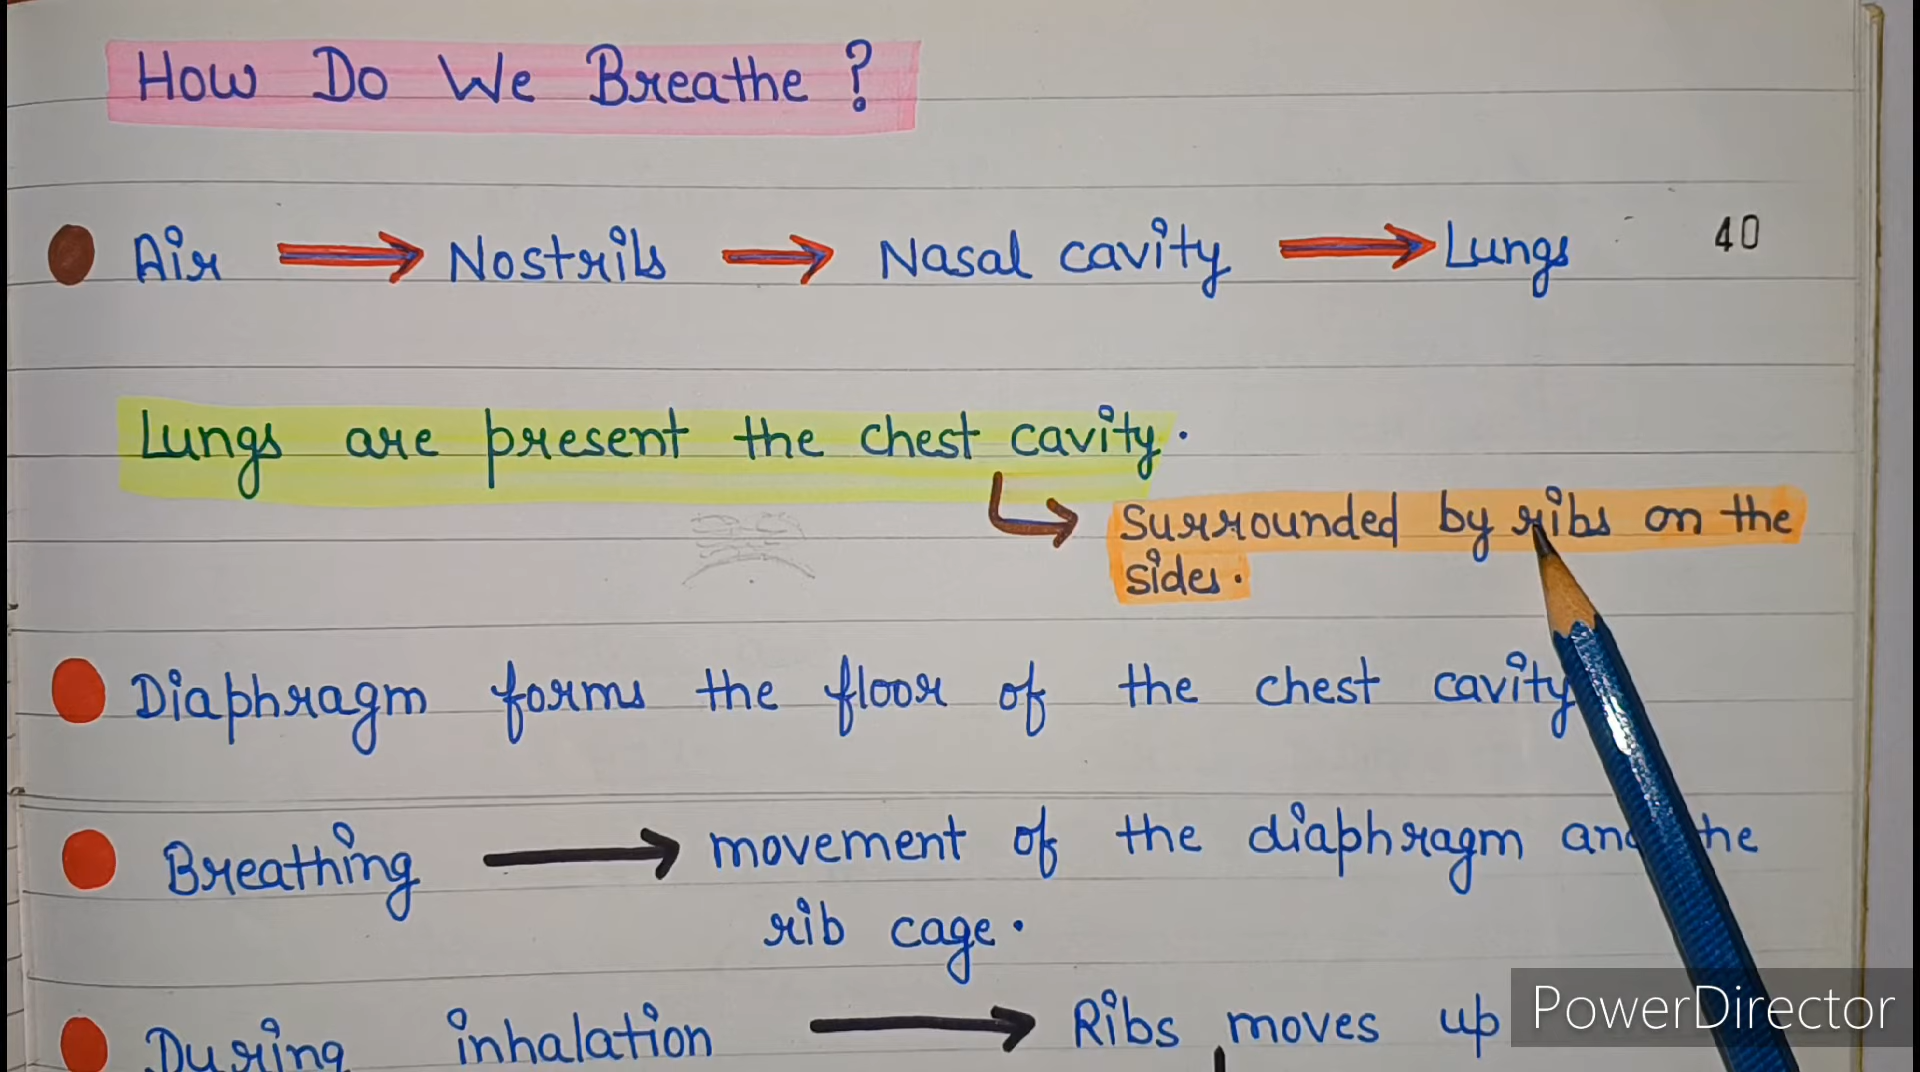 How Do We Breathe?
Air Nostrils Nasal cavity Lungs 40
Lungs are present the chest cavity.
Surrounded by ribs on the
sides.
Diaphragm forms the floor of the chest cavity
Breathing movement of the diaphragm and the
rib cage.
During inhalation Ribs moves up
PowerDirector